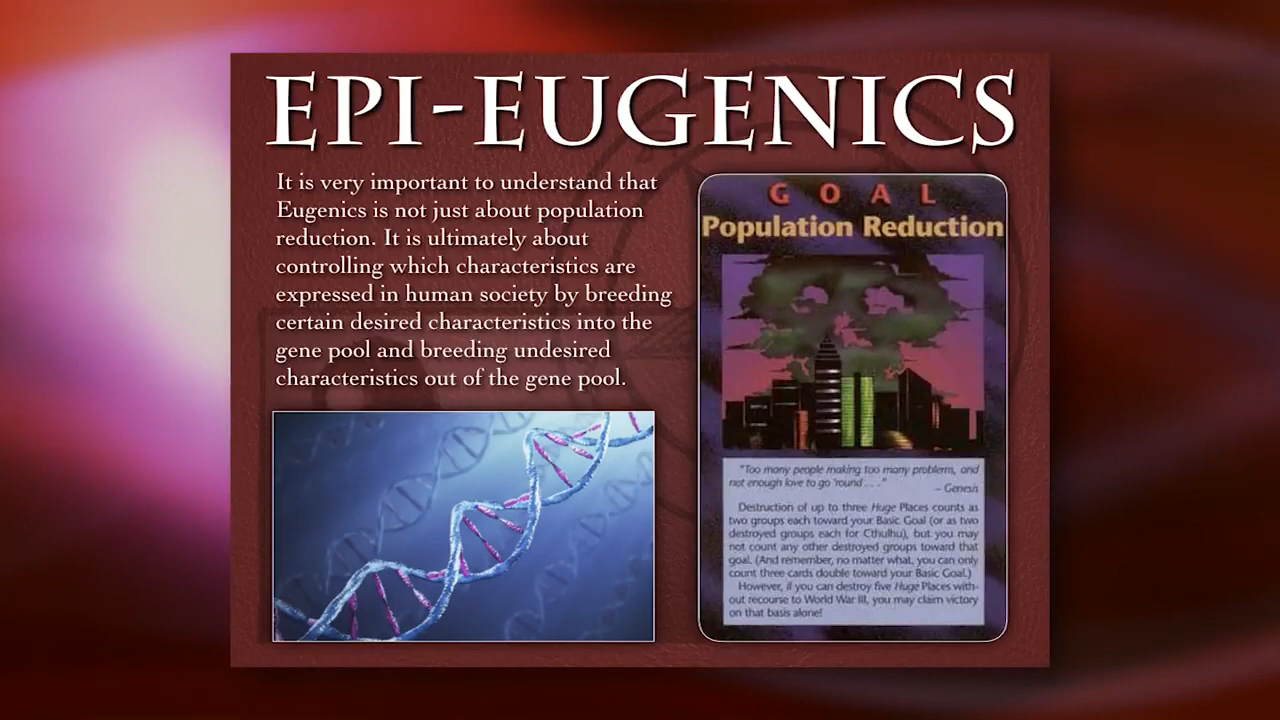 EPI-EUGENICS
It is very important to understand that
Eugenics is not just about population
reduction. It is ultimately about
controlling which characteristics are
expressed in human society by breeding
certain desired characteristics into the
gene pool and breeding undesired
characteristics out of the gene pool.
GOAL
Population Reduction
"Too many people making too many problems, and
not enough love to go 'round . . ."
– Genesis
Destruction of up to three Huge Places counts as
two groups each toward your Basic Goal (or as two
destroyed groups each for Cthulhu), but you may
not count any other destroyed groups toward that
goal. (And remember, no matter what, you can only
count three cards double toward your Basic Goal.)
However, if you can destroy five Huge Places with-
out recourse to World War III, you may claim victory
on that basis alone!